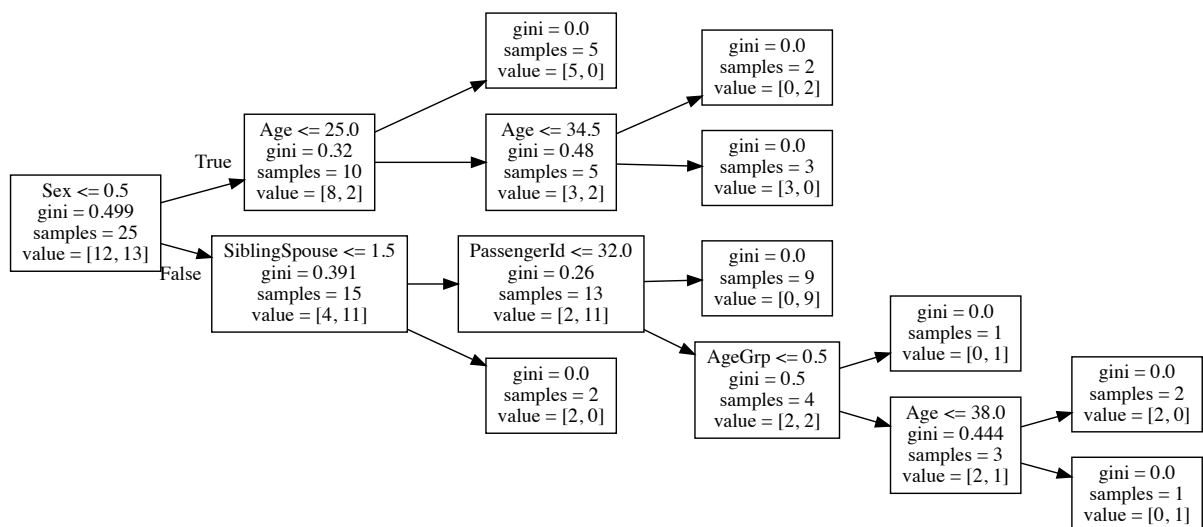 gini = 0.0
samples = 5
value = [5, 0]
gini = 0.0
samples = 2
value = [0, 2]
Age <= 25.0
gini = 0.32
samples = 10
value = [8, 2]
Age <= 34.5
gini = 0.48
samples = 5
value = [3, 2]
gini = 0.0
samples = 3
value = [3, 0]
True
Sex <= 0.5
gini = 0.499
samples = 25
value = [12, 13]
False
SiblingSpouse <= 1.5
gini = 0.391
samples = 15
value = [4, 11]
PassengerId <= 32.0
gini = 0.26
samples = 13
value = [2, 11]
gini = 0.0
samples = 9
value = [0, 9]
gini = 0.0
samples = 2
value = [2, 0]
AgeGrp <= 0.5
gini = 0.5
samples = 4
value = [2, 2]
gini = 0.0
samples = 1
value = [0, 1]
Age <= 38.0
gini = 0.444
samples = 3
value = [2, 1]
gini = 0.0
samples = 2
value = [2, 0]
gini = 0.0
samples = 1
value = [0, 1]